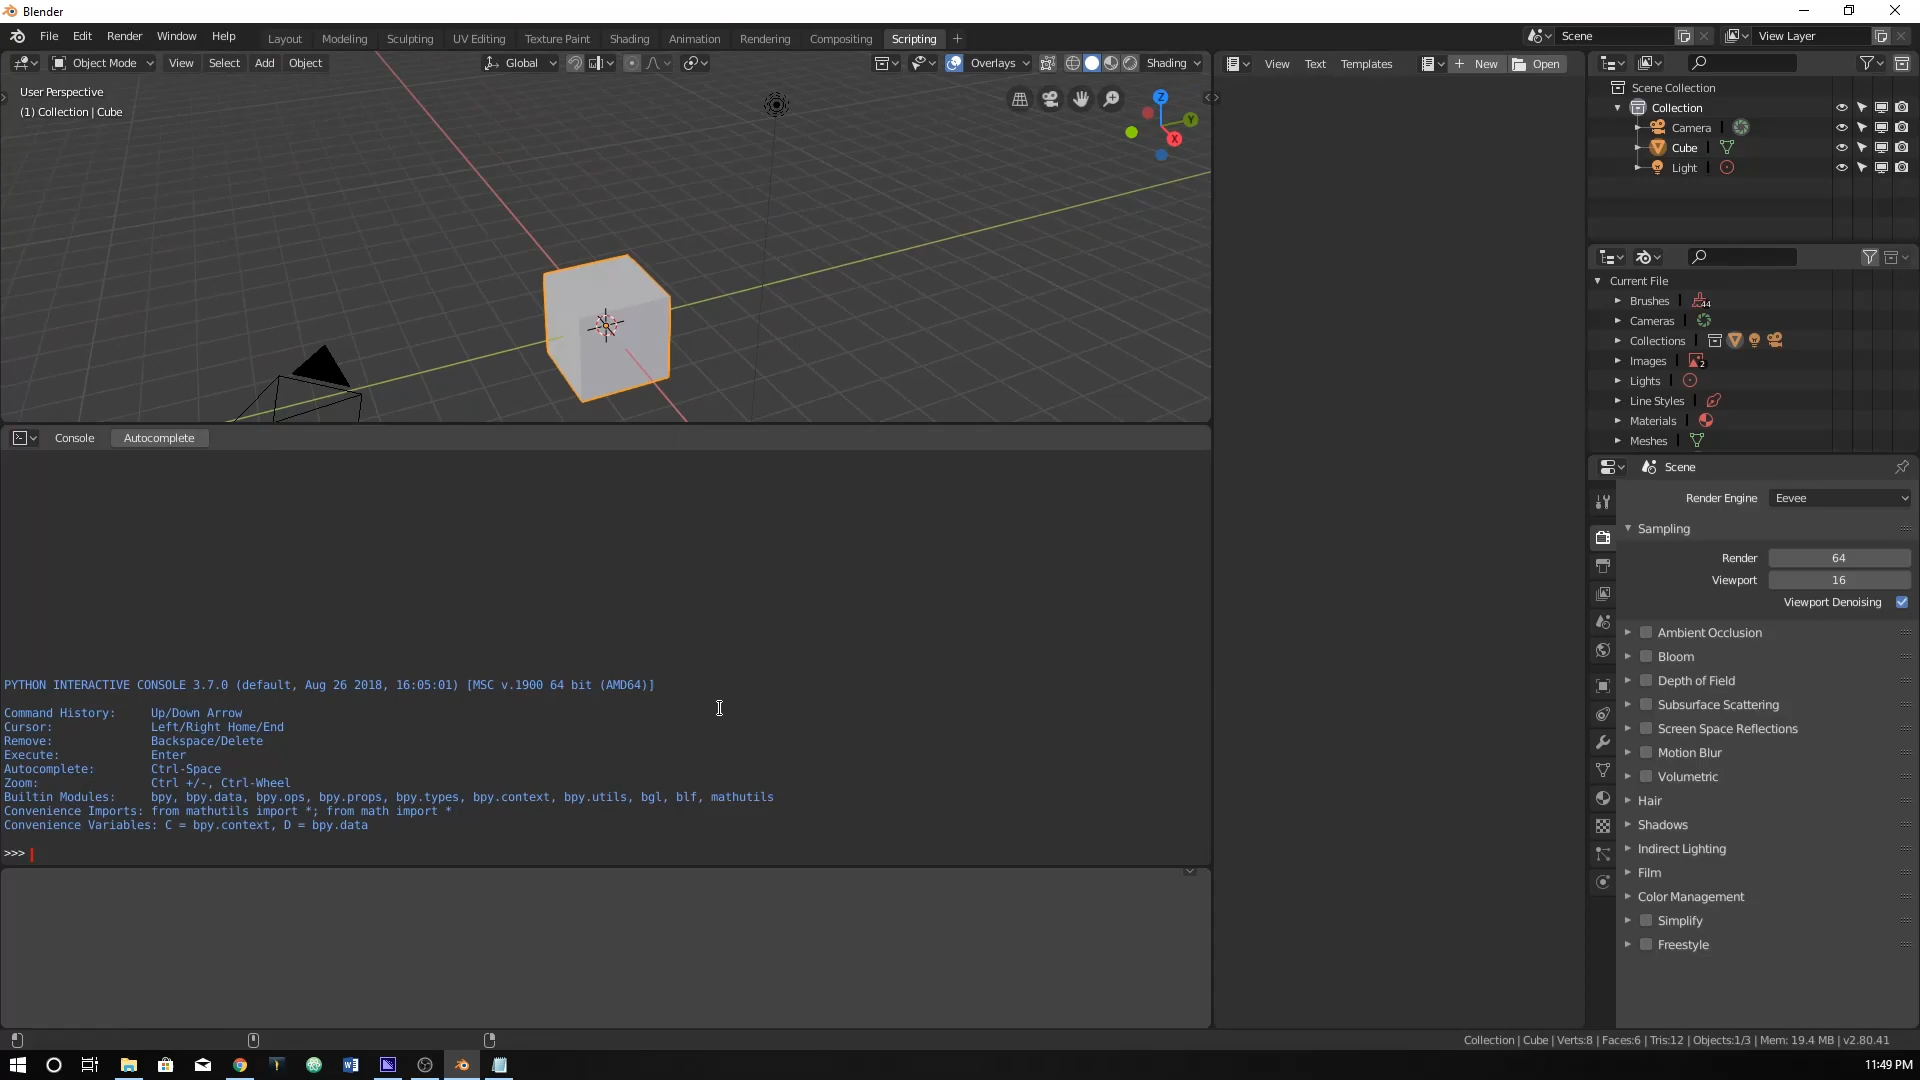 Blender
File Edit Render Window Help Layout Modeling Sculpting UV Editing Texture Paint Shading Animation Rendering Compositing Scripting + Scene View Layer
Object Mode View Select Add Object Global Overlays Shading
User Perspective
(1) Collection | Cube
Z
Y
X
Console Autocomplete
PYTHON INTERACTIVE CONSOLE 3.7.0 (default, Aug 26 2018, 16:05:01) [MSC v.1900 64 bit (AMD64)]
Command History: Up/Down Arrow
Cursor: Left/Right Home/End
Remove: Backspace/Delete
Execute: Enter
Autocomplete: Ctrl-Space
Zoom: Ctrl +/-, Ctrl-Wheel
Builtin Modules: bpy, bpy.data, bpy.ops, bpy.props, bpy.types, bpy.context, bpy.utils, bgl, blf, mathutils
Convenience Imports: from mathutils import *; from math import *
Convenience Variables: C = bpy.context, D = bpy.data
>>>
View Text Templates + New Open
Scene Collection
Collection
Camera
Cube
Light
Current File
Brushes 44
Cameras
Collections
Images 2
Lights
Line Styles
Materials
Meshes
Scene
Render Engine Eevee
Sampling
Render 64
Viewport 16
Viewport Denoising
Ambient Occlusion
Bloom
Depth of Field
Subsurface Scattering
Screen Space Reflections
Motion Blur
Volumetric
Hair
Shadows
Indirect Lighting
Film
Color Management
Simplify
Freestyle
Collection | Cube | Verts:8 | Faces:6 | Tris:12 | Objects:1/3 | Mem: 19.4 MB | v2.80.41
11:49 PM